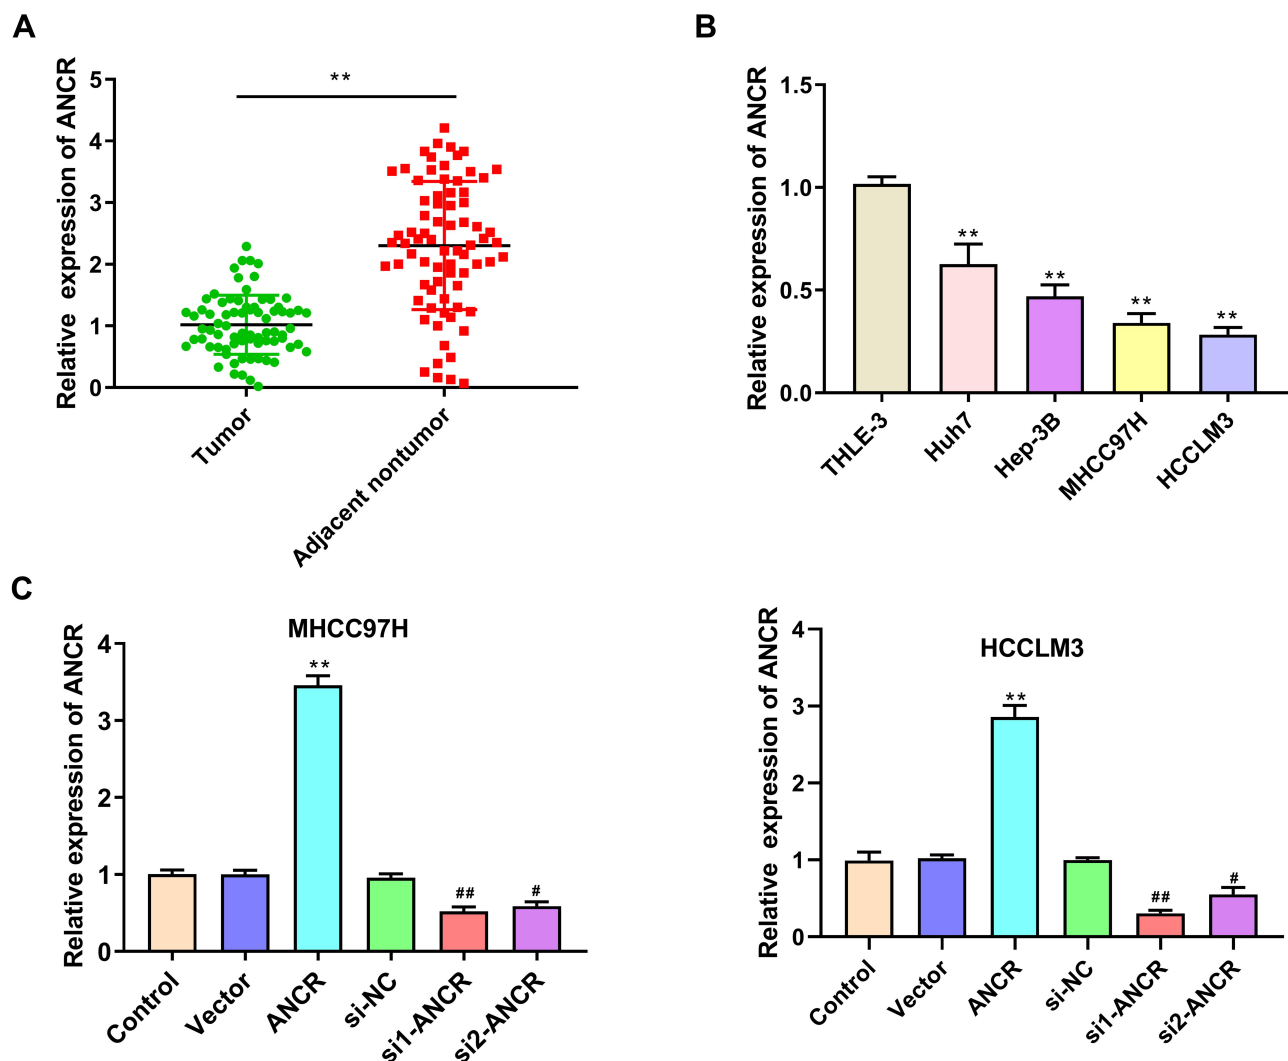 A
Relative expression of ANCR
5
4
3
2
1
0
**
Tumor
Adjacent nontumor
B
Relative expression of ANCR
1.5
1.0
0.5
0.0
**
**
**
**
THLE-3
Huh7
Hep-3B
MHCC97H
HCCLM3
C
MHCC97H
Relative expression of ANCR
4
3
2
1
0
**
##
#
Control
Vector
ANCR
si-NC
si1-ANCR
si2-ANCR
HCCLM3
Relative expression of ANCR
4
3
2
1
0
**
##
#
Control
Vector
ANCR
si-NC
si1-ANCR
si2-ANCR